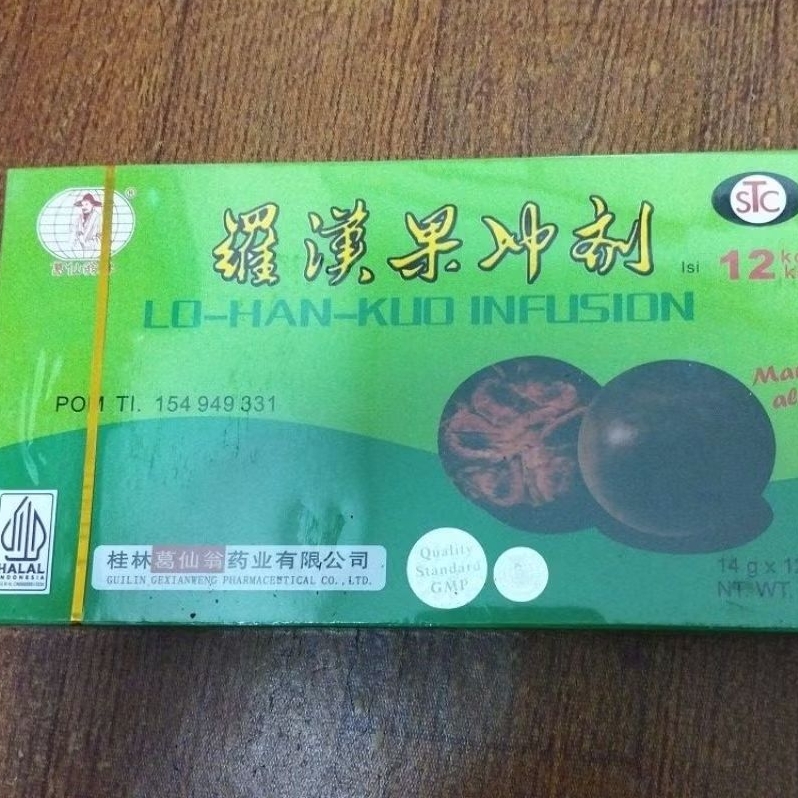 羅漢果冲剂
STC
Isi 12
LO-HAN-KUO INFUSION
POM TI. 154 949 331
HALAL
INDONESIA
桂林葛仙翁药业有限公司
GUILIN GEXIANWENG PHARMACEUTICAL CO., LTD.
Quality
Standard
GMP
14 g x 12
NT. WT.